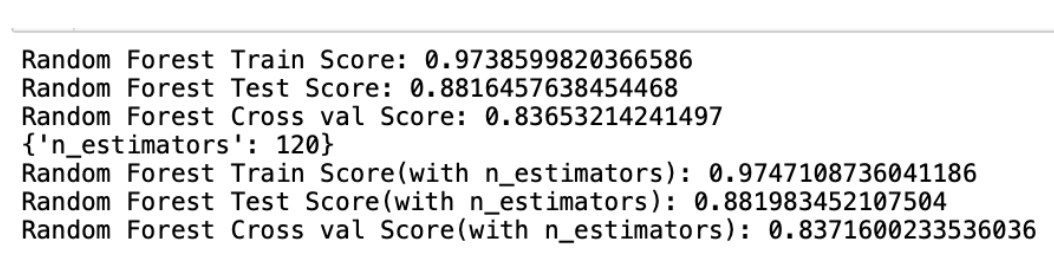 Random Forest Train Score: 0.9738599820366586
Random Forest Test Score: 0.8816457638454468
Random Forest Cross val Score: 0.83653214241497
{'n_estimators': 120}
Random Forest Train Score(with n_estimators): 0.9747108736041186
Random Forest Test Score(with n_estimators): 0.881983452107504
Random Forest Cross val Score(with n_estimators): 0.8371600233536036